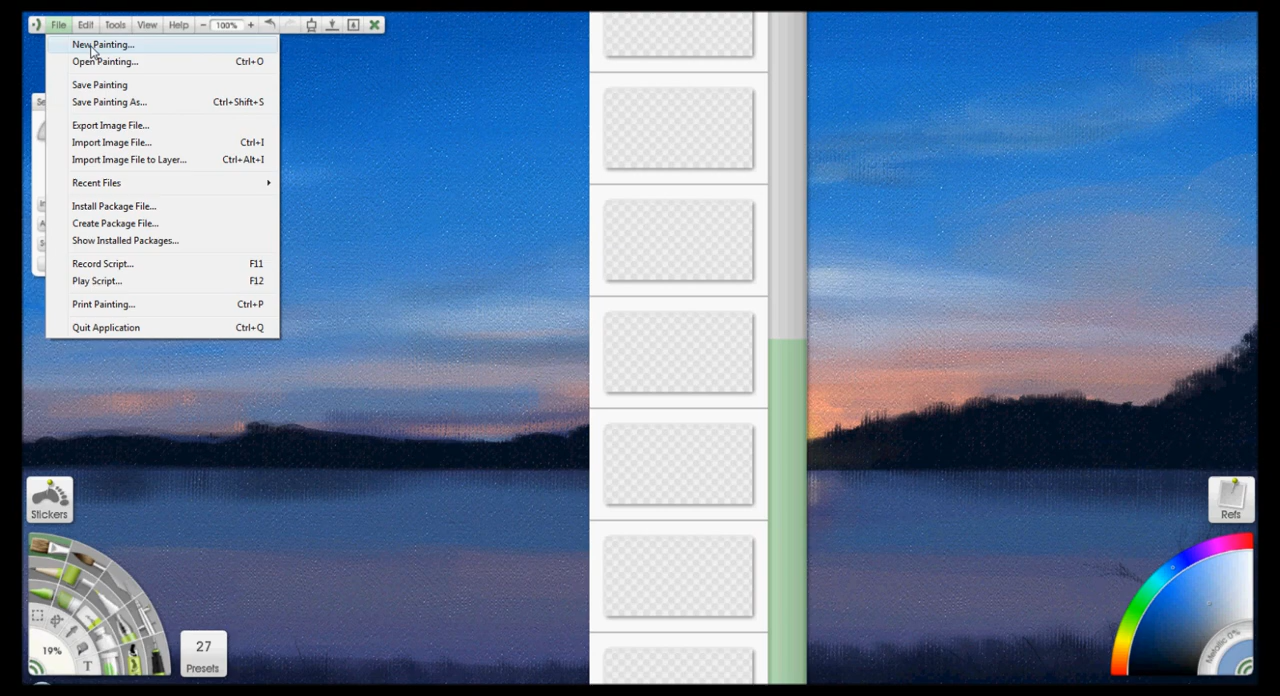 File Edit Tools View Help − 100% +
New Painting...
Open Painting... Ctrl+O
Save Painting
Save Painting As... Ctrl+Shift+S
Export Image File...
Import Image File... Ctrl+I
Import Image File to Layer... Ctrl+Alt+I
Recent Files
Install Package File...
Create Package File...
Show Installed Packages...
Record Script... F11
Play Script... F12
Print Painting... Ctrl+P
Quit Application Ctrl+Q
Stickers
Refs
19%
T
27
Presets
Metallic 0%